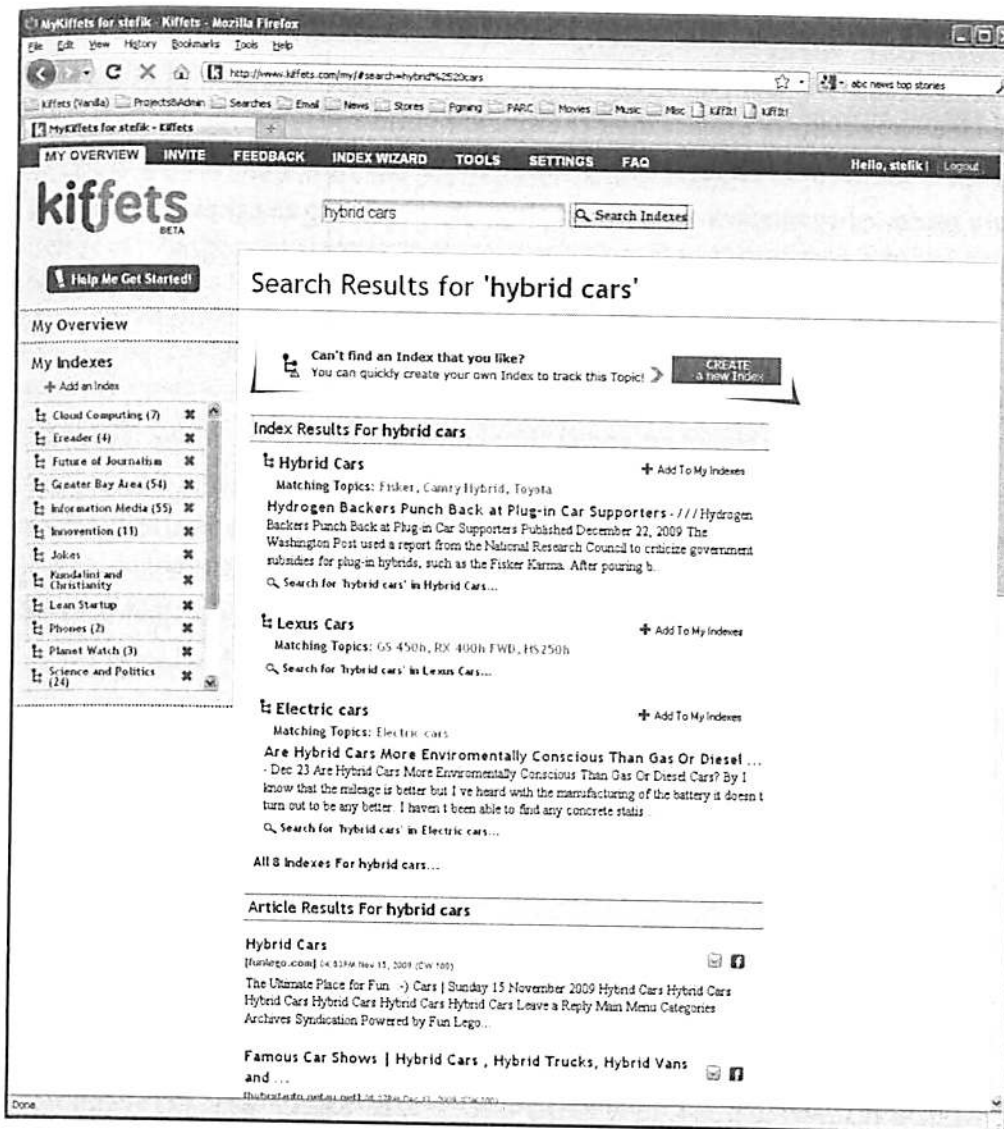 MyKiffets for stefik - Kiffets - Mozilla Firefox
File Edit View History Bookmarks Tools Help
http://www.kiffets.com/my/#search=hybrid%2520cars
abc news top stories
kiffets (Vanilla) Projects&Admin Searches Email News Stores Pgming PARC Movies Music Misc KiffIt! KiffIt!
MyKiffets for stefik - Kiffets
MY OVERVIEW INVITE FEEDBACK INDEX WIZARD TOOLS SETTINGS FAQ Hello, stefik! Logout
kiffets
BETA
hybrid cars Search Indexes
! Help Me Get Started!
My Overview
My Indexes
+ Add an Index
Cloud Computing (7)
Ereader (4)
Future of Journalism
Greater Bay Area (54)
Information Media (55)
Innovention (11)
Jokes
Kundalini and
Christianity
Lean Startup
Phones (2)
Planet Watch (3)
Science and Politics
(24)
Search Results for 'hybrid cars'
Can't find an Index that you like?
You can quickly create your own Index to track this Topic!
CREATE
a new Index
Index Results For hybrid cars
Hybrid Cars + Add To My Indexes
Matching Topics: Fisker, Camry Hybrid, Toyota
Hydrogen Backers Punch Back at Plug-in Car Supporters - / / / Hydrogen
Backers Punch Back at Plug-in Car Supporters Published December 22, 2009 The
Washington Post used a report from the National Research Council to criticize government
subsidies for plug-in hybrids, such as the Fisker Karma. After pouring b...
Search for 'hybrid cars' in Hybrid Cars...
Lexus Cars + Add To My Indexes
Matching Topics: GS 450h, RX 400h FWD, HS250h
Search for 'hybrid cars' in Lexus Cars...
Electric cars + Add To My Indexes
Matching Topics: Electric cars
Are Hybrid Cars More Enviromentally Conscious Than Gas Or Diesel ...
- Dec 23 Are Hybrid Cars More Enviromentally Conscious Than Gas Or Diesel Cars? By I
know that the mileage is better but I ve heard with the manufacturing of the battery it doesn t
turn out to be any better. I haven t been able to find any concrete statis...
Search for 'hybrid cars' in Electric cars...
All 8 Indexes For hybrid cars...
Article Results For hybrid cars
Hybrid Cars
[funlego.com] Nov 15, 2009 (CW 100)
The Ultimate Place for Fun :-) Cars | Sunday 15 November 2009 Hybrid Cars Hybrid Cars
Hybrid Cars Hybrid Cars Hybrid Cars Hybrid Cars Leave a Reply Main Menu Categories
Archives Syndication Powered by Fun Lego...
Famous Car Shows | Hybrid Cars , Hybrid Trucks, Hybrid Vans
and ...
Done